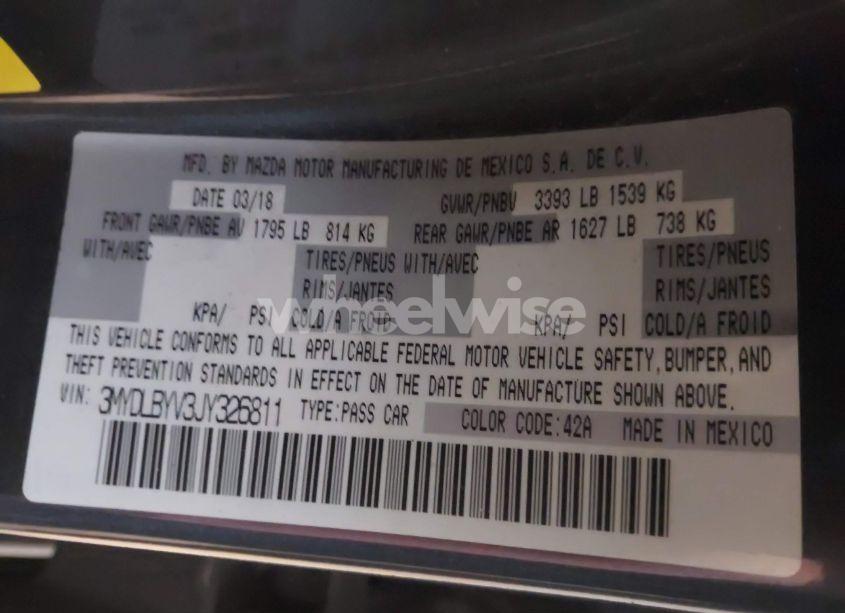 MFD. BY MAZDA MOTOR MANUFACTURING DE MEXICO S.A. DE C.V.
DATE 03/18 GVWR/PNBV 3393 LB 1539 KG
FRONT GAWR/PNBE AV 1795 LB 814 KG REAR GAWR/PNBE AR 1627 LB 738 KG
WITH/AVEC TIRES/PNEUS WITH/AVEC TIRES/PNEUS
RIMS/JANTES RIMS/JANTES
KPA/ PSI COLD/A FROID KPA/ PSI COLD/A FROID
wheelwise
THIS VEHICLE CONFORMS TO ALL APPLICABLE FEDERAL MOTOR VEHICLE SAFETY, BUMPER, AND
THEFT PREVENTION STANDARDS IN EFFECT ON THE DATE OF MANUFACTURE SHOWN ABOVE.
VIN: 3MYDLBYV3JY326811 TYPE:PASS CAR COLOR CODE:42A MADE IN MEXICO